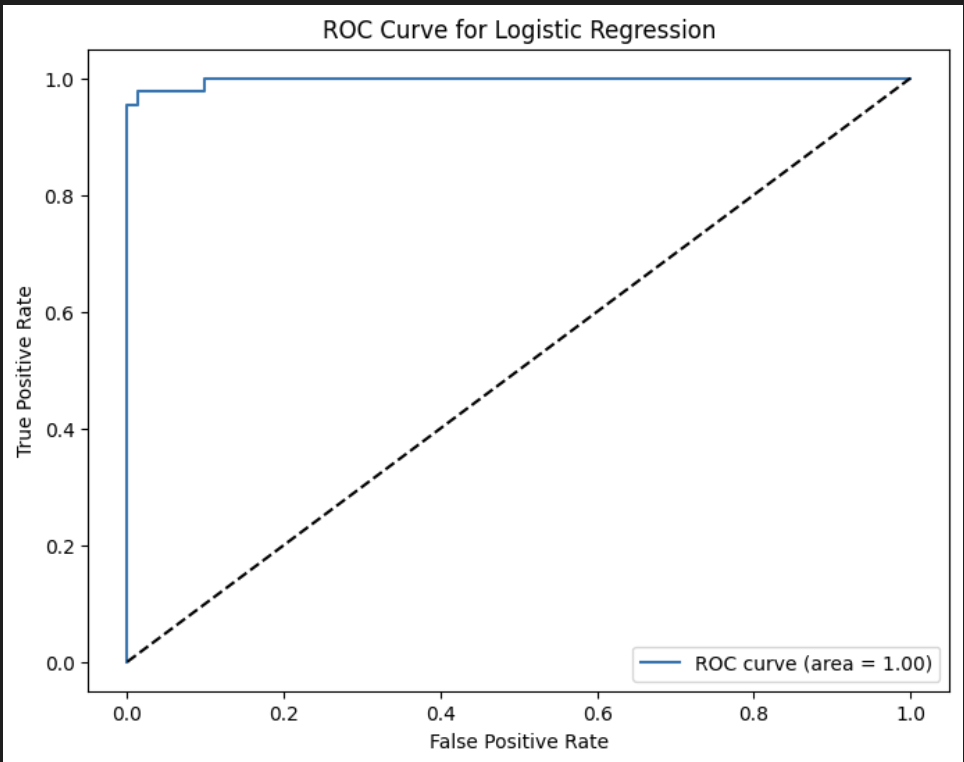 ROC Curve for Logistic Regression
1.0
0.8
0.6
0.4
0.2
0.0
True Positive Rate
ROC curve (area = 1.00)
0.0 0.2 0.4 0.6 0.8 1.0
False Positive Rate